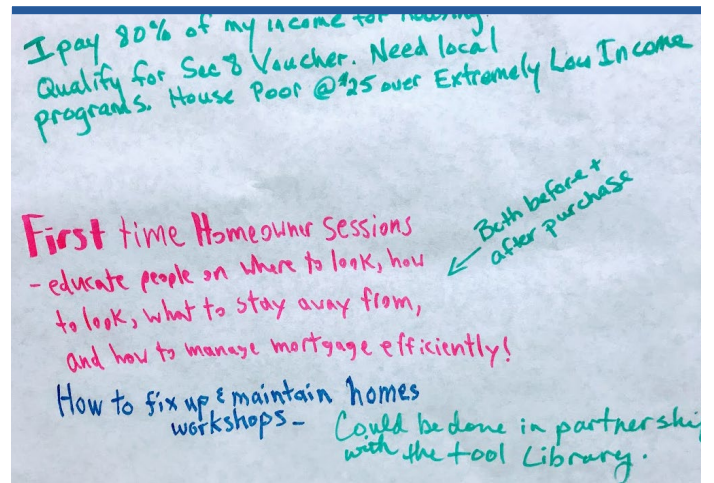 I pay 80% of my income for housing.
Qualify for Sec 8 Voucher. Need local
programs. House Poor @ $25 over Extremely Low Income
First time Homeowner Sessions
- educate people on where to look, how
to look, what to stay away from,
and how to manage mortgage efficiently!
Both before +
after purchase
How to fix up & maintain homes
workshops-
Could be done in partnershi
with the tool Library.